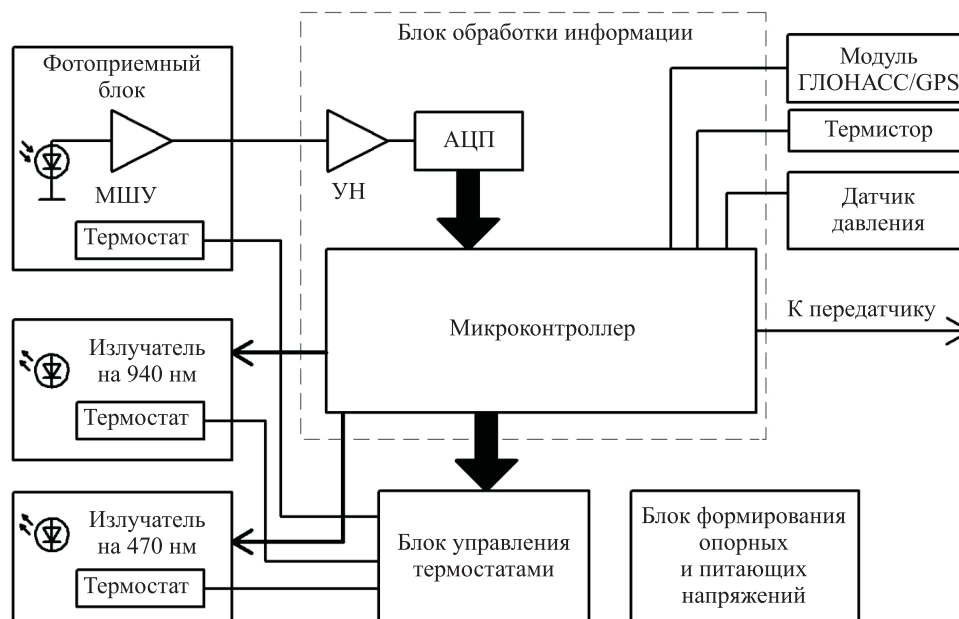 Блок обработки информации
Фотоприемный
блок
МШУ
Термостат
УН
АЦП
Модуль
ГЛОНАСС/GPS
Термистор
Датчик
давления
Микроконтроллер
К передатчику
Излучатель
на 940 нм
Термостат
Излучатель
на 470 нм
Термостат
Блок управления
термостатами
Блок формирования
опорных
и питающих
напряжений